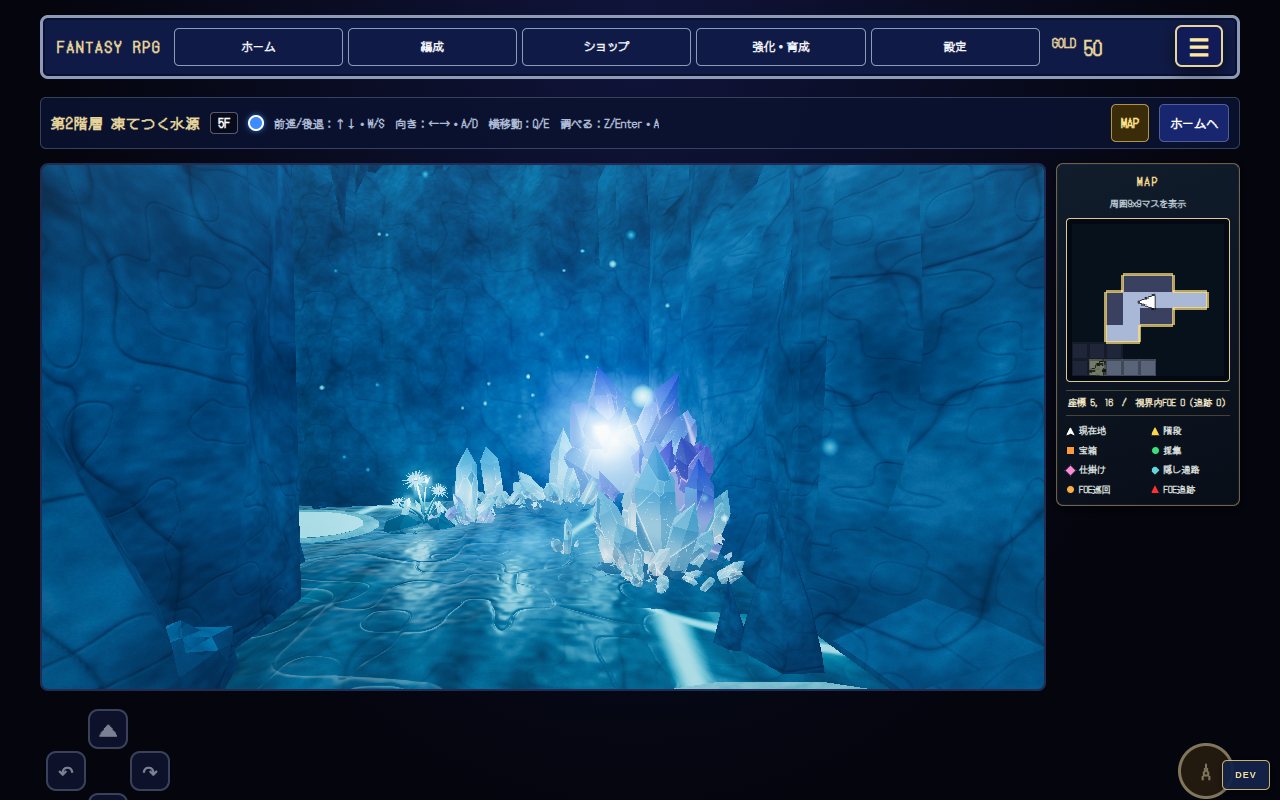 FANTASY RPG
ホーム
編成
ショップ
強化・育成
設定
GOLD 50
第2階層 凍てつく水源
5F
前進/後退：↑↓・W/S 向き：←→・A/D 横移動：Q/E 調べる：Z/Enter・A
MAP
ホームへ
MAP
周囲9x9マスを表示
座標 5, 16 / 視界内FOE 0 (追跡 0)
現在地
階段
宝箱
採集
仕掛け
隠し通路
FOE巡回
FOE追跡
A
DEV